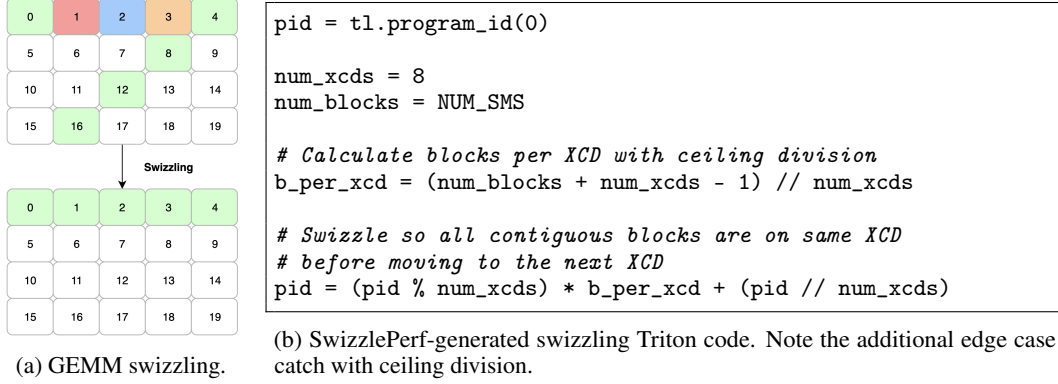 0 1 2 3 4
5 6 7 8 9
10 11 12 13 14
15 16 17 18 19
Swizzling
0 1 2 3 4
5 6 7 8 9
10 11 12 13 14
15 16 17 18 19
(a) GEMM swizzling.
pid = tl.program_id(0)
num_xcds = 8
num_blocks = NUM_SMS
# Calculate blocks per XCD with ceiling division
b_per_xcd = (num_blocks + num_xcds - 1) // num_xcds
# Swizzle so all contiguous blocks are on same XCD
# before moving to the next XCD
pid = (pid % num_xcds) * b_per_xcd + (pid // num_xcds)
(b) SwizzlePerf-generated swizzling Triton code. Note the additional edge case
catch with ceiling division.